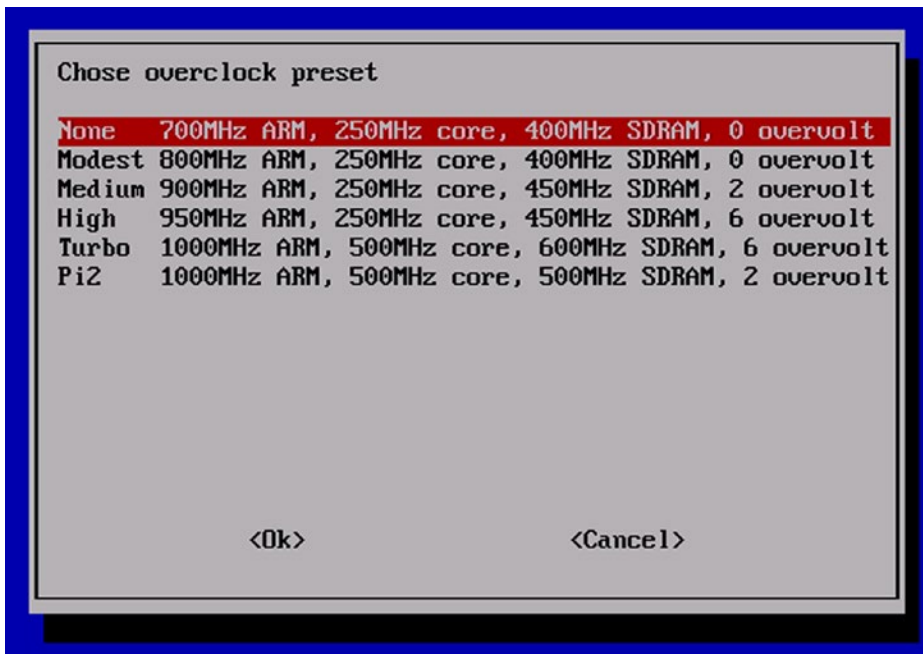 Chose overclock preset
None 700MHz ARM, 250MHz core, 400MHz SDRAM, 0 overvolt
Modest 800MHz ARM, 250MHz core, 400MHz SDRAM, 0 overvolt
Medium 900MHz ARM, 250MHz core, 450MHz SDRAM, 2 overvolt
High 950MHz ARM, 250MHz core, 450MHz SDRAM, 6 overvolt
Turbo 1000MHz ARM, 500MHz core, 600MHz SDRAM, 6 overvolt
Pi2 1000MHz ARM, 500MHz core, 500MHz SDRAM, 2 overvolt
<Ok> <Cancel>